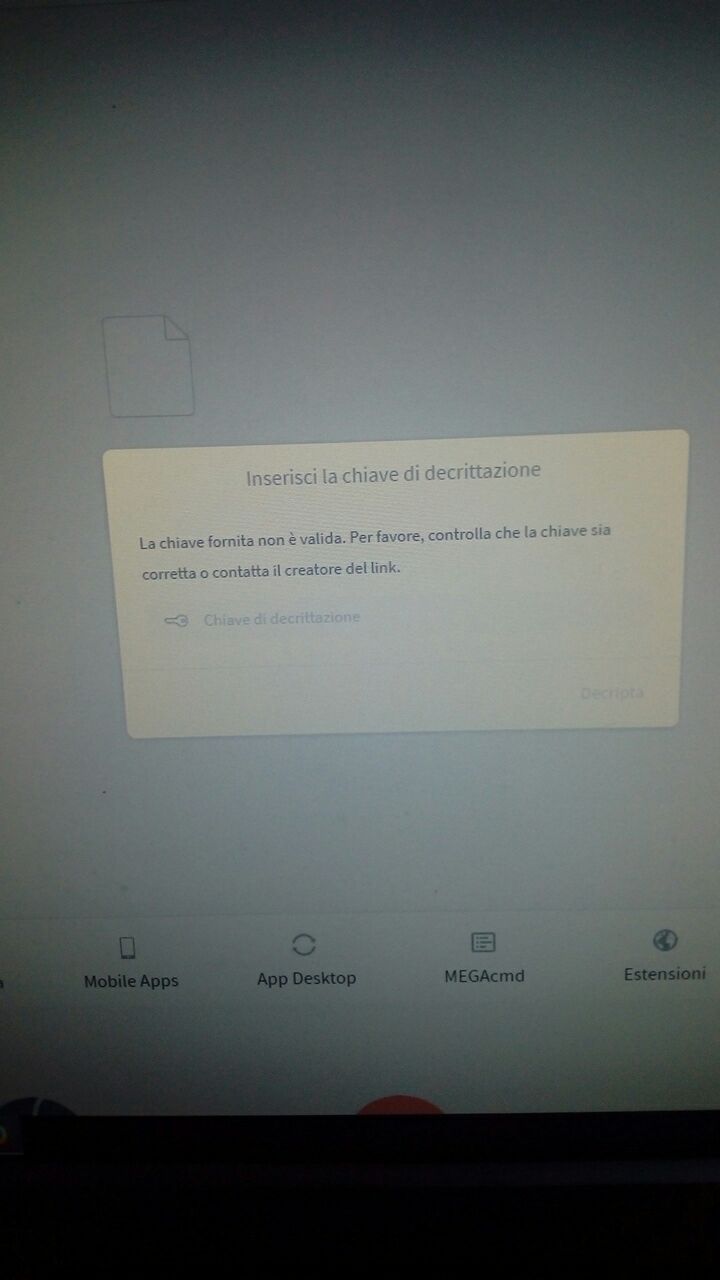 Inserisci la chiave di decrittazione
La chiave fornita non è valida. Per favore, controlla che la chiave sia
corretta o contatta il creatore del link.
Chiave di decrittazione
Decripta
Mobile Apps
App Desktop
MEGAcmd
Estensioni